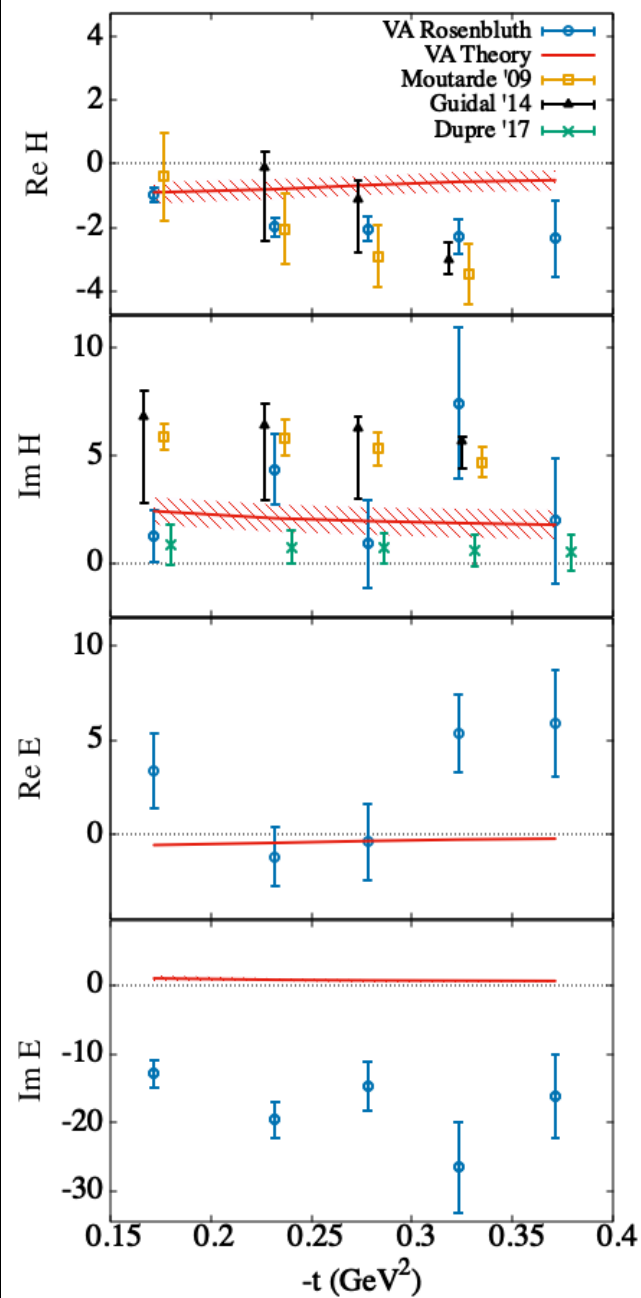 VA Rosenbluth
VA Theory
Moutarde '09
Guidal '14
Dupre '17
4
2
0
-2
-4
Re H
10
5
0
Im H
10
5
0
Re E
0
-10
-20
-30
Im E
0.15 0.2 0.25 0.3 0.35 0.4
-t (GeV²)